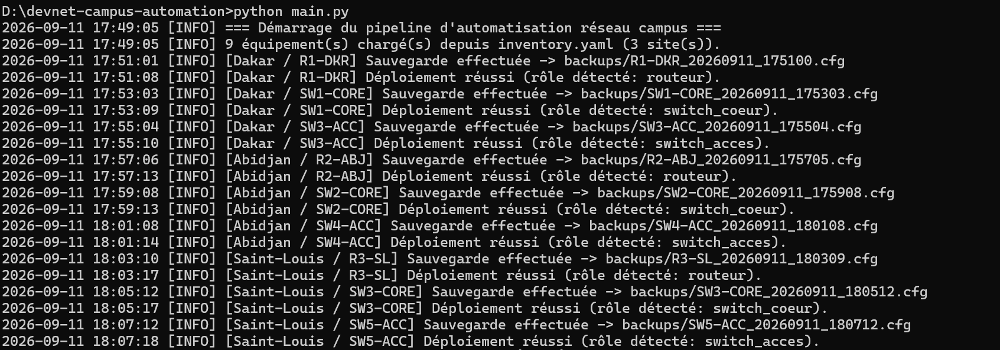 D:\devnet-campus-automation>python main.py
2026-09-11 17:49:05 [INFO] === Démarrage du pipeline d'automatisation réseau campus ===
2026-09-11 17:49:05 [INFO] 9 équipement(s) chargé(s) depuis inventory.yaml (3 site(s)).
2026-09-11 17:51:01 [INFO] [Dakar / R1-DKR] Sauvegarde effectuée -> backups/R1-DKR_20260911_175100.cfg
2026-09-11 17:51:08 [INFO] [Dakar / R1-DKR] Déploiement réussi (rôle détecté: routeur).
2026-09-11 17:53:03 [INFO] [Dakar / SW1-CORE] Sauvegarde effectuée -> backups/SW1-CORE_20260911_175303.cfg
2026-09-11 17:53:09 [INFO] [Dakar / SW1-CORE] Déploiement réussi (rôle détecté: switch_coeur).
2026-09-11 17:55:04 [INFO] [Dakar / SW3-ACC] Sauvegarde effectuée -> backups/SW3-ACC_20260911_175504.cfg
2026-09-11 17:55:10 [INFO] [Dakar / SW3-ACC] Déploiement réussi (rôle détecté: switch_acces).
2026-09-11 17:57:06 [INFO] [Abidjan / R2-ABJ] Sauvegarde effectuée -> backups/R2-ABJ_20260911_175705.cfg
2026-09-11 17:57:13 [INFO] [Abidjan / R2-ABJ] Déploiement réussi (rôle détecté: routeur).
2026-09-11 17:59:08 [INFO] [Abidjan / SW2-CORE] Sauvegarde effectuée -> backups/SW2-CORE_20260911_175908.cfg
2026-09-11 17:59:13 [INFO] [Abidjan / SW2-CORE] Déploiement réussi (rôle détecté: switch_coeur).
2026-09-11 18:01:08 [INFO] [Abidjan / SW4-ACC] Sauvegarde effectuée -> backups/SW4-ACC_20260911_180108.cfg
2026-09-11 18:01:14 [INFO] [Abidjan / SW4-ACC] Déploiement réussi (rôle détecté: switch_acces).
2026-09-11 18:03:10 [INFO] [Saint-Louis / R3-SL] Sauvegarde effectuée -> backups/R3-SL_20260911_180309.cfg
2026-09-11 18:03:17 [INFO] [Saint-Louis / R3-SL] Déploiement réussi (rôle détecté: routeur).
2026-09-11 18:05:12 [INFO] [Saint-Louis / SW3-CORE] Sauvegarde effectuée -> backups/SW3-CORE_20260911_180512.cfg
2026-09-11 18:05:17 [INFO] [Saint-Louis / SW3-CORE] Déploiement réussi (rôle détecté: switch_coeur).
2026-09-11 18:07:12 [INFO] [Saint-Louis / SW5-ACC] Sauvegarde effectuée -> backups/SW5-ACC_20260911_180712.cfg
2026-09-11 18:07:18 [INFO] [Saint-Louis / SW5-ACC] Déploiement réussi (rôle détecté: switch_acces).